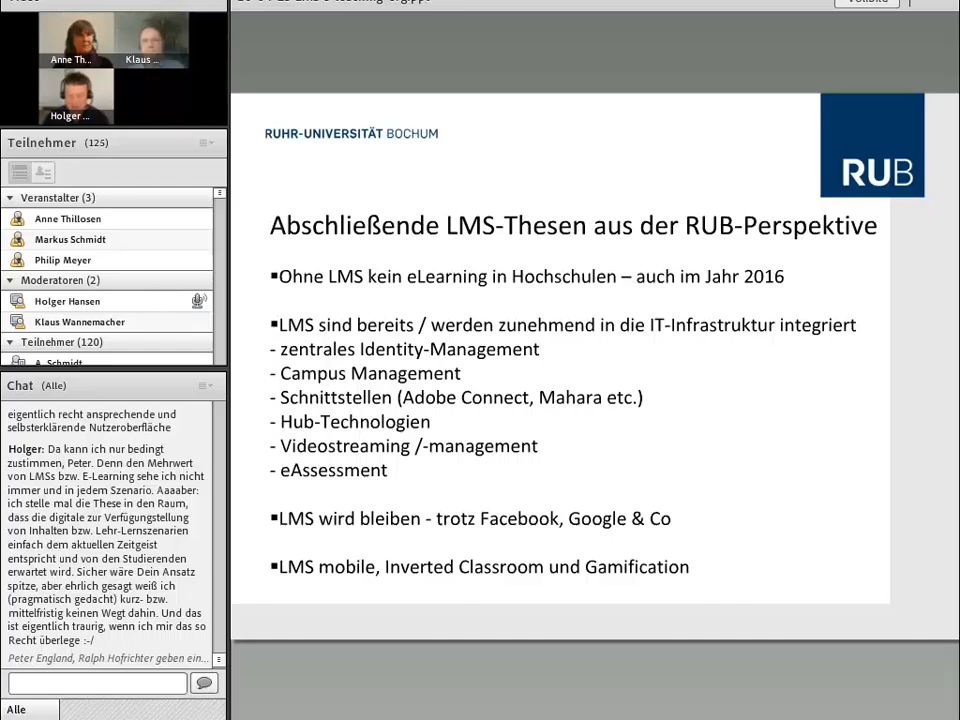 Vollbild
Anne Th...
Klaus ...
Holger ...
Teilnehmer (125)
Veranstalter (3)
Anne Thillosen
Markus Schmidt
Philip Meyer
Moderatoren (2)
Holger Hansen
Klaus Wannemacher
Teilnehmer (120)
A. Schmidt
Chat (Alle)
eigentlich recht ansprechende und
selbsterklärende Nutzeroberfläche
Holger: Da kann ich nur bedingt
zustimmen, Peter. Denn den Mehrwert
von LMSs bzw. E-Learning sehe ich nicht
immer und in jedem Szenario. Aaaaber:
ich stelle mal die These in den Raum,
dass die digitale zur Verfügungstellung
von Inhalten bzw. Lehr-Lernszenarien
einfach dem aktuellen Zeitgeist
entspricht und von den Studierenden
erwartet wird. Sicher wäre Dein Ansatz
spitze, aber ehrlich gesagt weiß ich
(pragmatisch gedacht) kurz- bzw.
mittelfristig keinen Wegt dahin. Und das
ist eigentlich traurig, wenn ich mir das so
Recht überlege :-/
Peter England, Ralph Hofrichter geben ein...
Alle
RUHR-UNIVERSITÄT BOCHUM
RUB
Abschließende LMS-Thesen aus der RUB-Perspektive
▪Ohne LMS kein eLearning in Hochschulen – auch im Jahr 2016
▪LMS sind bereits / werden zunehmend in die IT-Infrastruktur integriert
- zentrales Identity-Management
- Campus Management
- Schnittstellen (Adobe Connect, Mahara etc.)
- Hub-Technologien
- Videostreaming /-management
- eAssessment
▪LMS wird bleiben - trotz Facebook, Google & Co
▪LMS mobile, Inverted Classroom und Gamification